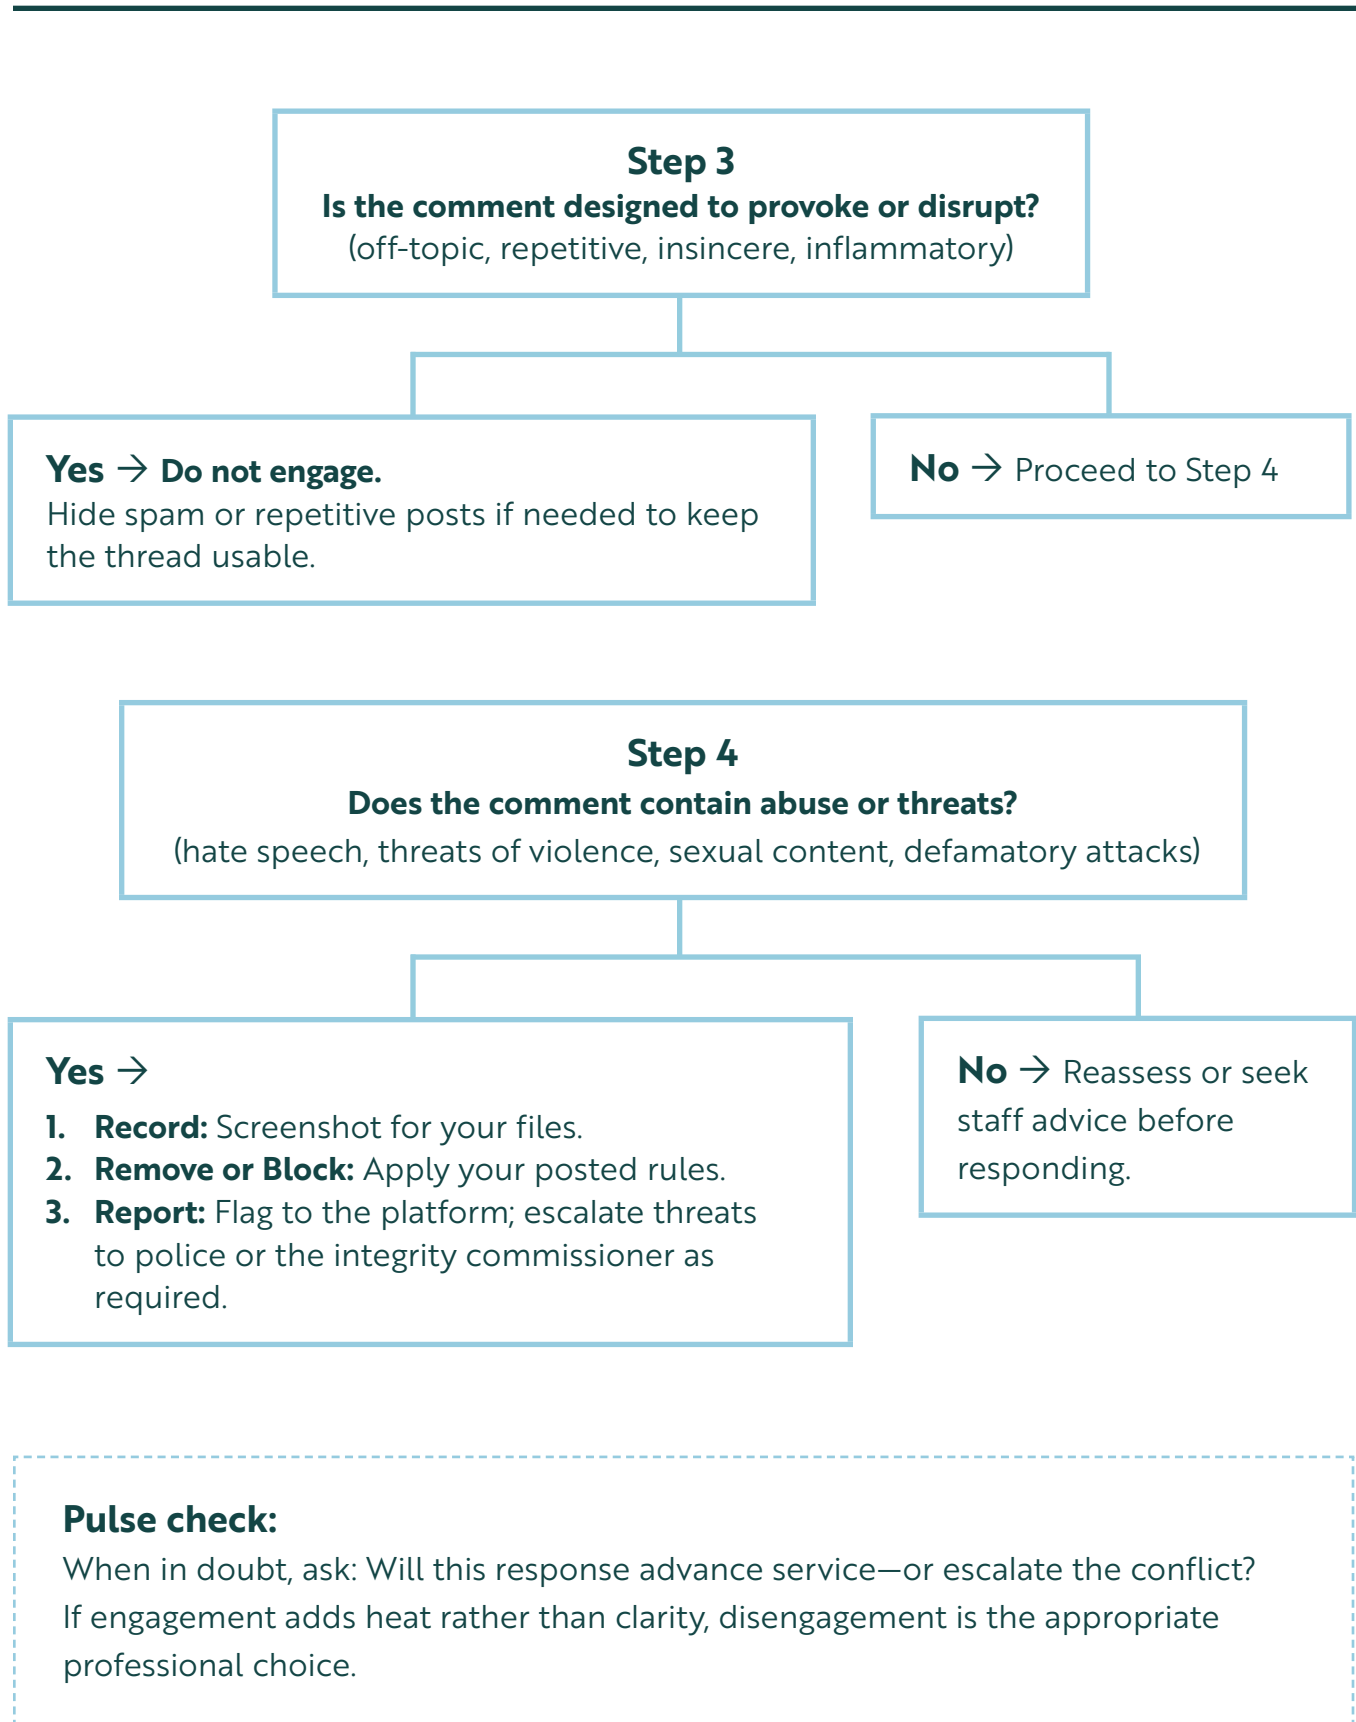 Step 3
Is the comment designed to provoke or disrupt?
(off-topic, repetitive, insincere, inflammatory)
Yes → Do not engage.
Hide spam or repetitive posts if needed to keep
the thread usable.
No → Proceed to Step 4
Step 4
Does the comment contain abuse or threats?
(hate speech, threats of violence, sexual content, defamatory attacks)
Yes →
1. Record: Screenshot for your files.
2. Remove or Block: Apply your posted rules.
3. Report: Flag to the platform; escalate threats
to police or the integrity commissioner as
required.
No → Reassess or seek
staff advice before
responding.
Pulse check:
When in doubt, ask: Will this response advance service—or escalate the conflict?
If engagement adds heat rather than clarity, disengagement is the appropriate
professional choice.